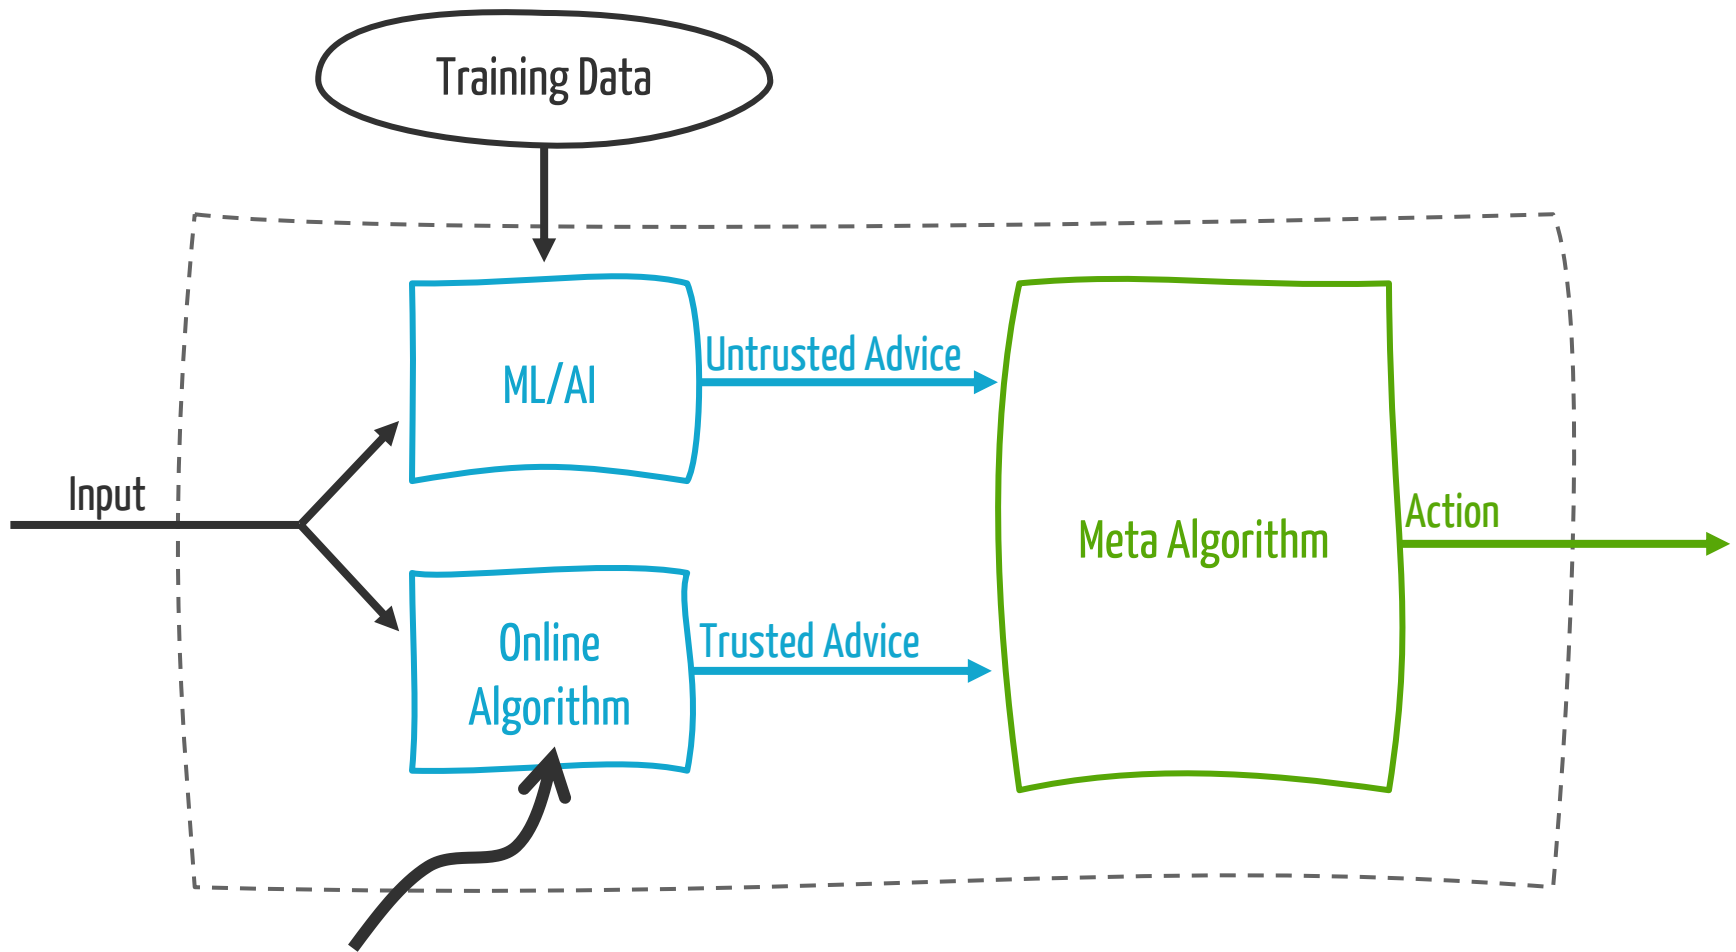 Training Data
ML/AI
Untrusted Advice
Input
Online
Algorithm
Trusted Advice
Meta Algorithm
Action